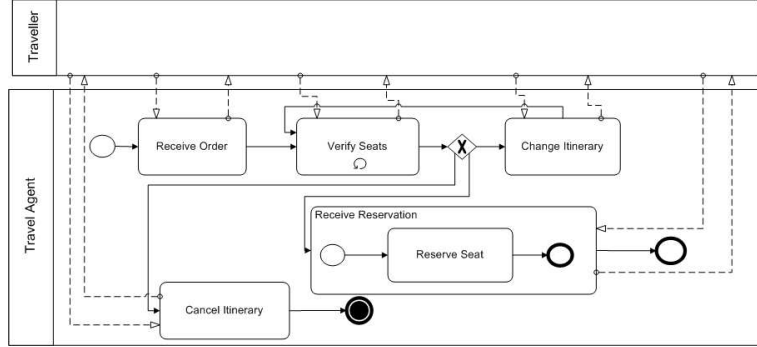 Traveller
Travel Agent
Receive Order
Verify Seats
Change Itinerary
Receive Reservation
Reserve Seat
Cancel Itinerary